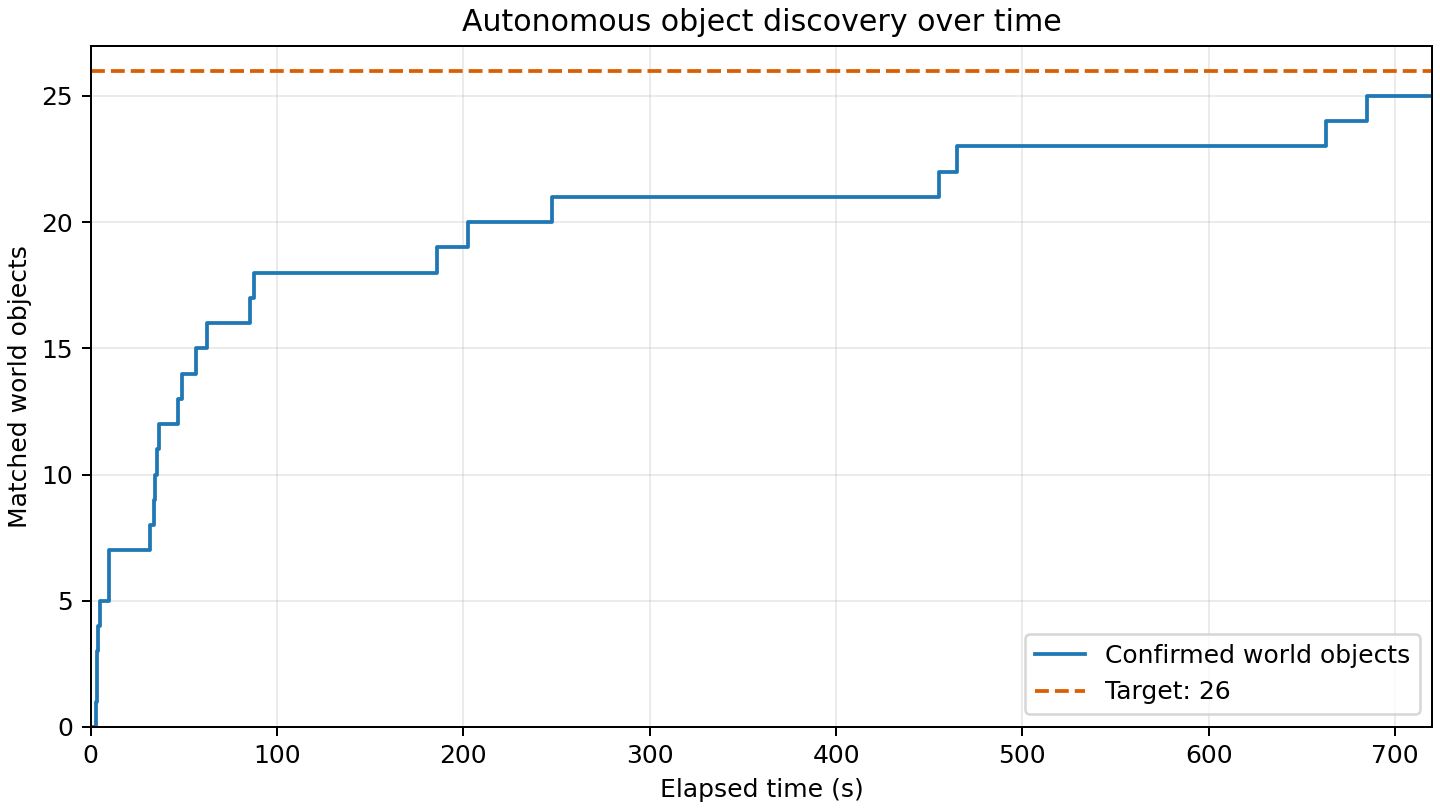 Autonomous object discovery over time
Matched world objects
25
20
15
10
5
0
0 100 200 300 400 500 600 700
Elapsed time (s)
Confirmed world objects
Target: 26